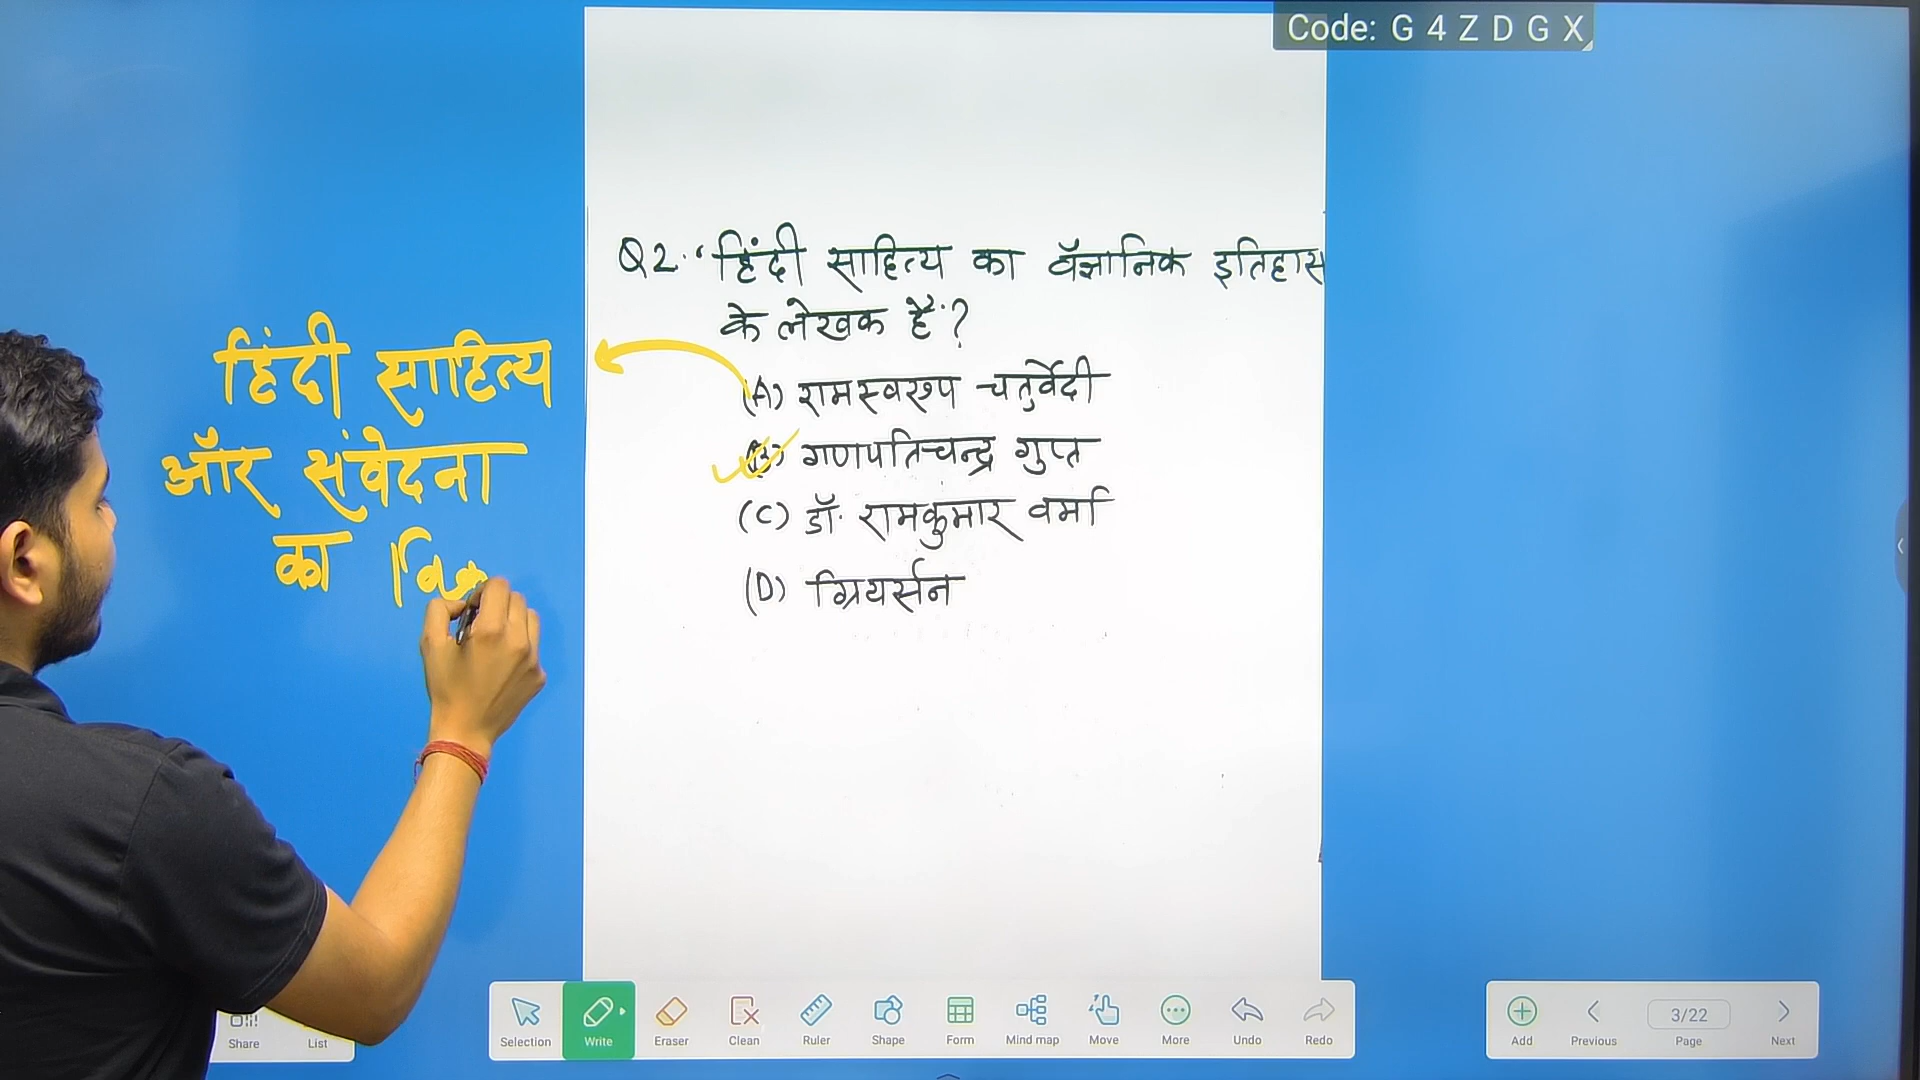 Code: G 4 Z D G X
Q2. 'हिंदी साहित्य का वैज्ञानिक इतिहास
के लेखक हैं ?
(A) रामस्वरूप चतुर्वेदी
(B) गणपतिचन्द्र गुप्त
(C) डॉ. रामकुमार वर्मा
(D) ग्रियर्सन
हिंदी साहित्य
और संवेदना
का
Share
List
Selection
Write
Eraser
Clean
Ruler
Shape
Form
Mind map
Move
More
Undo
Redo
Add
Previous
3/22
Page
Next